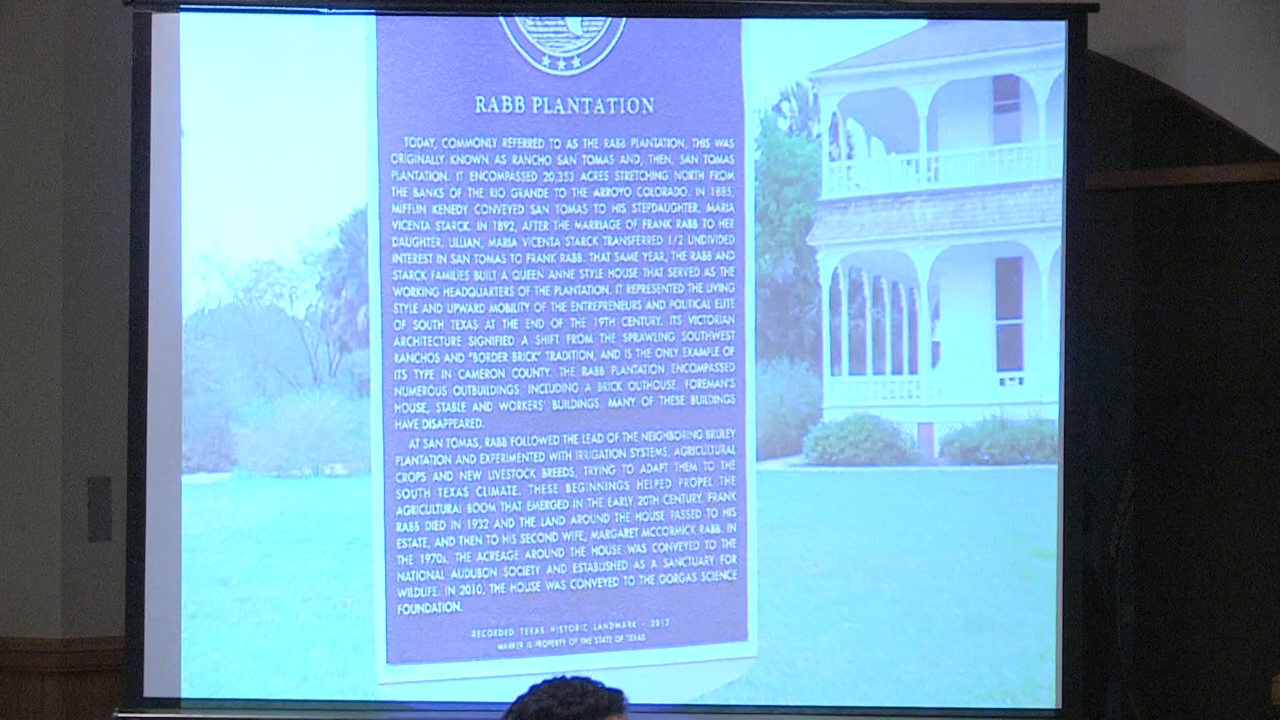 RABB PLANTATION
TODAY, COMMONLY REFERRED TO AS THE RABB PLANTATION, THIS WAS
ORIGINALLY KNOWN AS RANCHO SAN TOMAS AND, THEN, SAN TOMAS
PLANTATION. IT ENCOMPASSED 20,353 ACRES STRETCHING NORTH FROM
THE BANKS OF THE RIO GRANDE TO THE ARROYO COLORADO. IN 1885,
MIFFLIN KENEDY CONVEYED SAN TOMAS TO HIS STEPDAUGHTER, MARIA
VICENTA STARCK. IN 1892, AFTER THE MARRIAGE OF FRANK RABB TO HER
DAUGHTER, LILLIAN, MARIA VICENTA STARCK TRANSFERRED 1/2 UNDIVIDED
INTEREST IN SAN TOMAS TO FRANK RABB. THAT SAME YEAR, THE RABB AND
STARCK FAMILIES BUILT A QUEEN ANNE STYLE HOUSE THAT SERVED AS THE
WORKING HEADQUARTERS OF THE PLANTATION. IT REPRESENTED THE LIVING
STYLE AND UPWARD MOBILITY OF THE ENTREPRENEURS AND POLITICAL ELITE
OF SOUTH TEXAS AT THE END OF THE 19TH CENTURY. ITS VICTORIAN
ARCHITECTURE SIGNIFIED A SHIFT FROM THE SPRAWLING SOUTHWEST
RANCHOS AND "BORDER BRICK" TRADITION, AND IS THE ONLY EXAMPLE OF
ITS TYPE IN CAMERON COUNTY. THE RABB PLANTATION ENCOMPASSED
NUMEROUS OUTBUILDINGS, INCLUDING A BRICK OUTHOUSE, FOREMAN'S
HOUSE, STABLE AND WORKERS' BUILDINGS. MANY OF THESE BUILDINGS
HAVE DISAPPEARED.
AT SAN TOMAS, RABB FOLLOWED THE LEAD OF THE NEIGHBORING BRULEY
PLANTATION AND EXPERIMENTED WITH IRRIGATION SYSTEMS, AGRICULTURAL
CROPS AND NEW LIVESTOCK BREEDS, TRYING TO ADAPT THEM TO THE
SOUTH TEXAS CLIMATE. THESE BEGINNINGS HELPED PROPEL THE
AGRICULTURAL BOOM THAT EMERGED IN THE EARLY 20TH CENTURY. FRANK
RABB DIED IN 1932 AND THE LAND AROUND THE HOUSE PASSED TO HIS
ESTATE, AND THEN TO HIS SECOND WIFE, MARGARET MCCORMICK RABB. IN
THE 1970s, THE ACREAGE AROUND THE HOUSE WAS CONVEYED TO THE
NATIONAL AUDUBON SOCIETY AND ESTABLISHED AS A SANCTUARY FOR
WILDLIFE. IN 2010, THE HOUSE WAS CONVEYED TO THE GORGAS SCIENCE
FOUNDATION.
RECORDED TEXAS HISTORIC LANDMARK - 2012
MARKER IS PROPERTY OF THE STATE OF TEXAS